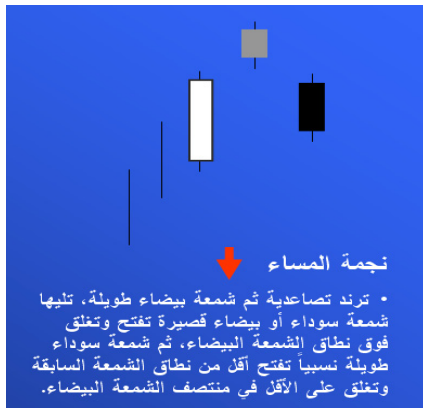 نجمة المساء
• ترند تصاعدية ثم شمعة بيضاء طويلة، تليها
شمعة سوداء أو بيضاء قصيرة تفتح وتغلق
فوق نطاق الشمعة البيضاء، ثم شمعة سوداء
طويلة نسبياً تفتح أقل من نطاق الشمعة السابقة
وتغلق على الأقل في منتصف الشمعة البيضاء.